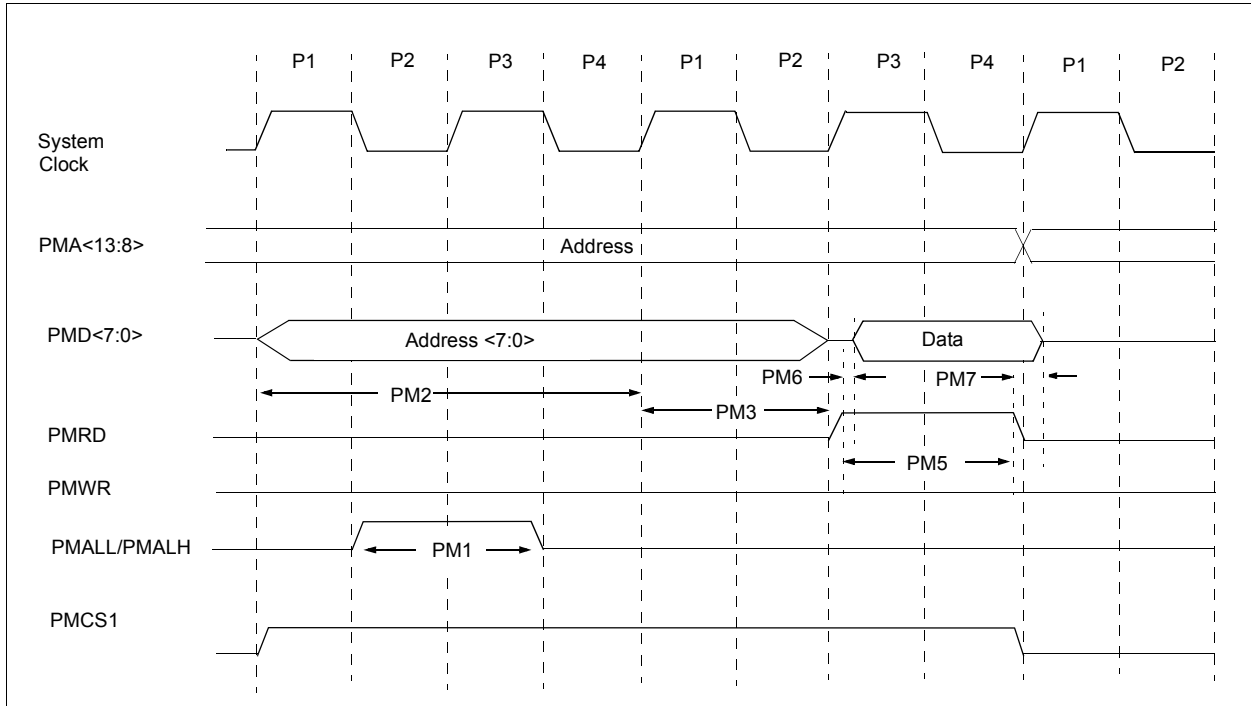 P1 P2 P3 P4 P1 P2 P3 P4 P1 P2
System
Clock
PMA<13:8>
Address
PMD<7:0>
Address <7:0>
Data
PM6
PM7
PM2
PM3
PMRD
PM5
PMWR
PMALL/PMALH
PM1
PMCS1